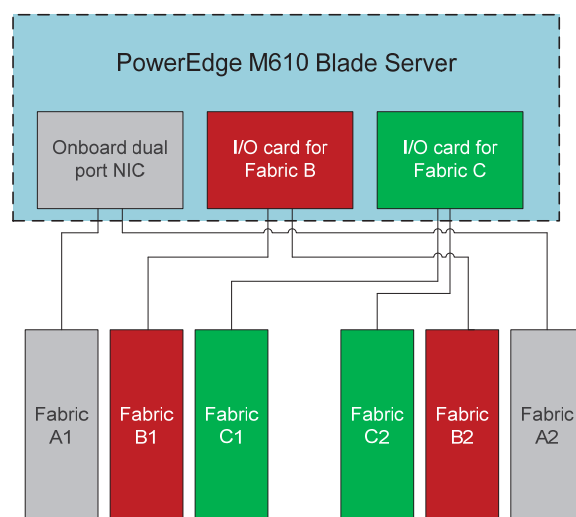 PowerEdge M610 Blade Server
Onboard dual
port NIC
I/O card for
Fabric B
I/O card for
Fabric C
Fabric
A1
Fabric
B1
Fabric
C1
Fabric
C2
Fabric
B2
Fabric
A2